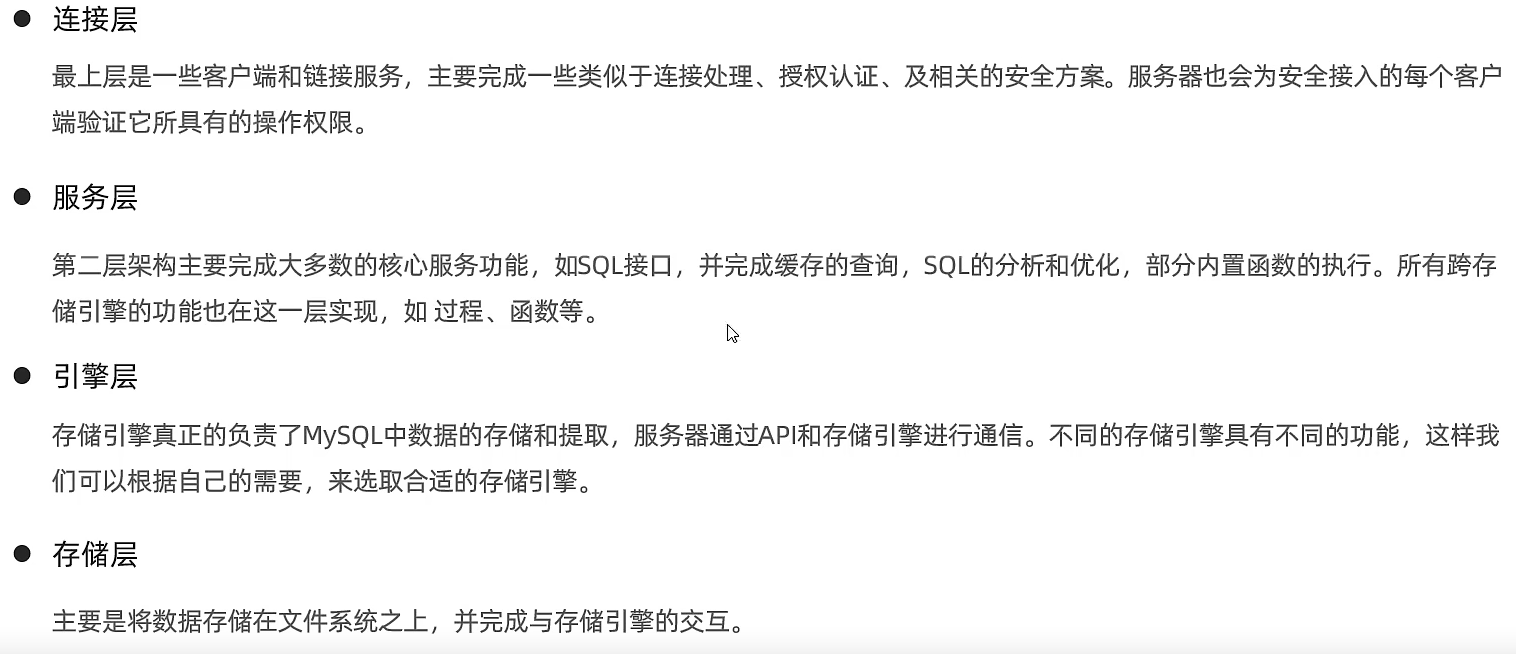 ● 连接层
最上层是一些客户端和链接服务，主要完成一些类似于连接处理、授权认证、及相关的安全方案。服务器也会为安全接入的每个客户
端验证它所具有的操作权限。
● 服务层
第二层架构主要完成大多数的核心服务功能，如SQL接口，并完成缓存的查询，SQL的分析和优化，部分内置函数的执行。所有跨存
储引擎的功能也在这一层实现，如 过程、函数等。
● 引擎层
存储引擎真正的负责了MySQL中数据的存储和提取，服务器通过API和存储引擎进行通信。不同的存储引擎具有不同的功能，这样我
们可以根据自己的需要，来选取合适的存储引擎。
● 存储层
主要是将数据存储在文件系统之上，并完成与存储引擎的交互。